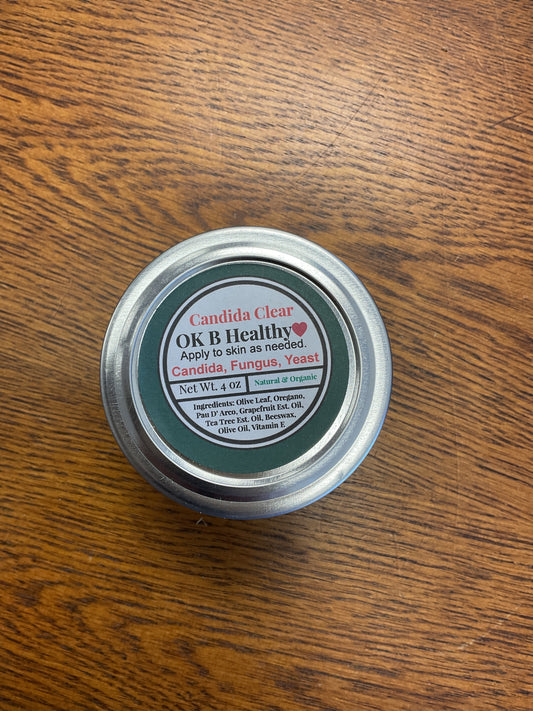 Candida Clear
OK B Healthy
Apply to skin as needed.
Candida, Fungus, Yeast
Net Wt. 4 oz Natural & Organic
Ingredients: Olive Leaf, Oregano,
Pau D' Arco, Grapefruit Est. Oil,
Tea Tree Est. Oil, Beeswax,
Olive Oil, Vitamin E